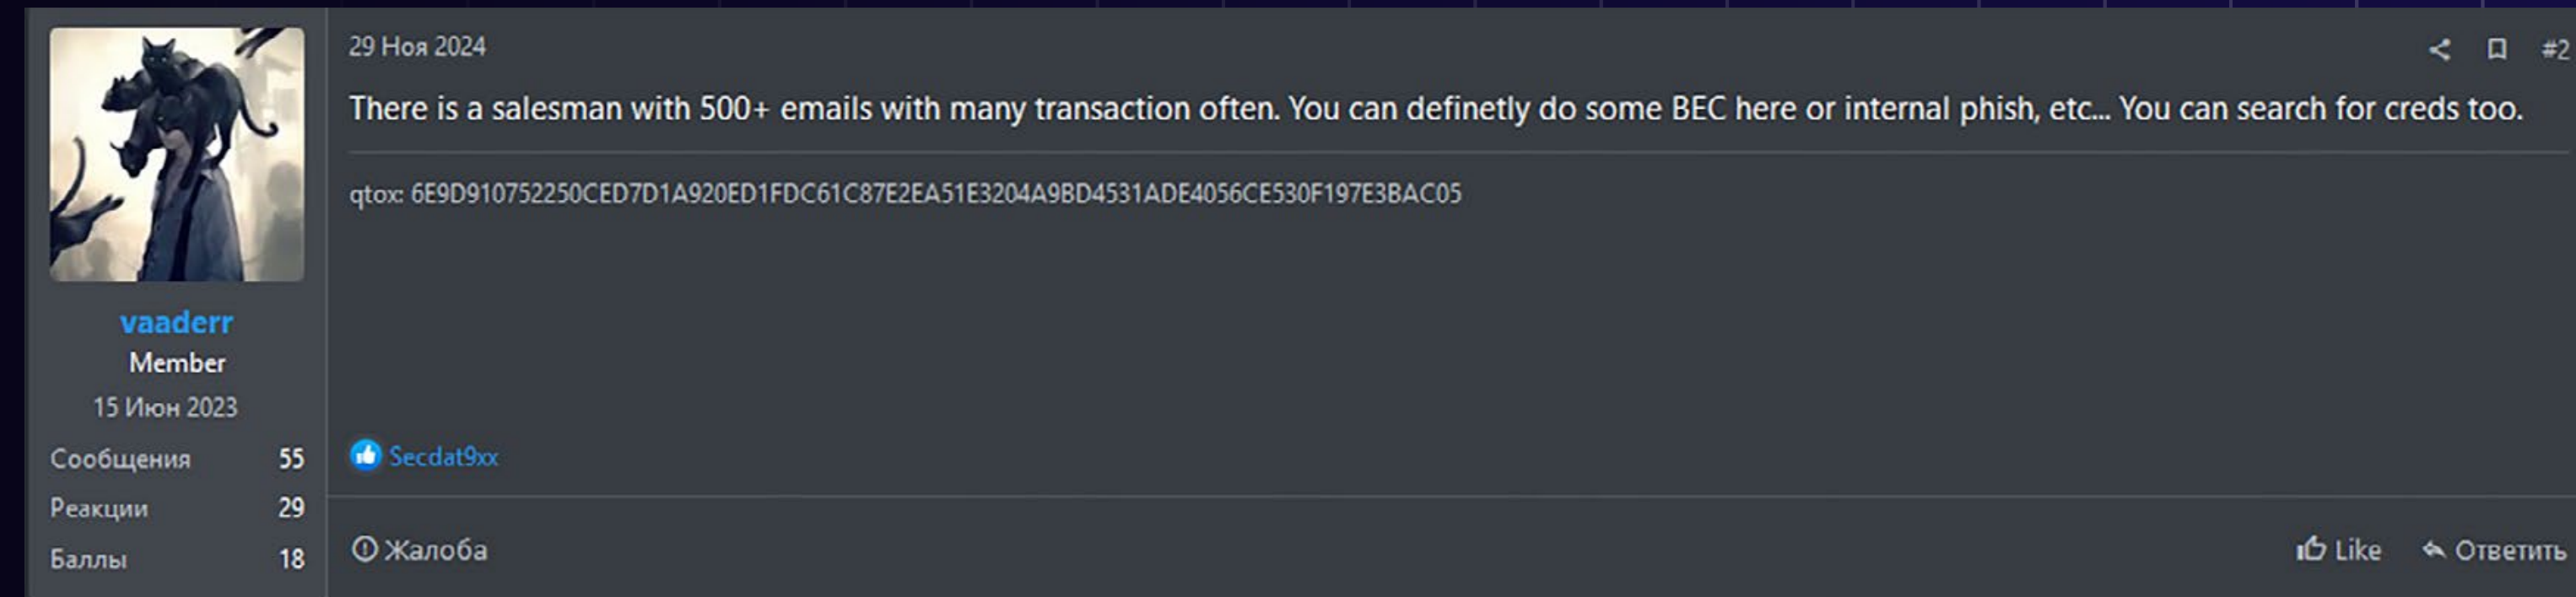 29 Ноя 2024
#2
There is a salesman with 500+ emails with many transaction often. You can definetly do some BEC here or internal phish, etc... You can search for creds too.
qtox: 6E9D910752250CED7D1A920ED1FDC61C87E2EA51E3204A9BD4531ADE4056CE530F197E3BAC05
vaaderr
Member
15 Июн 2023
Сообщения 55
Реакции 29
Баллы 18
Secdat9xx
Жалоба
Like Ответить